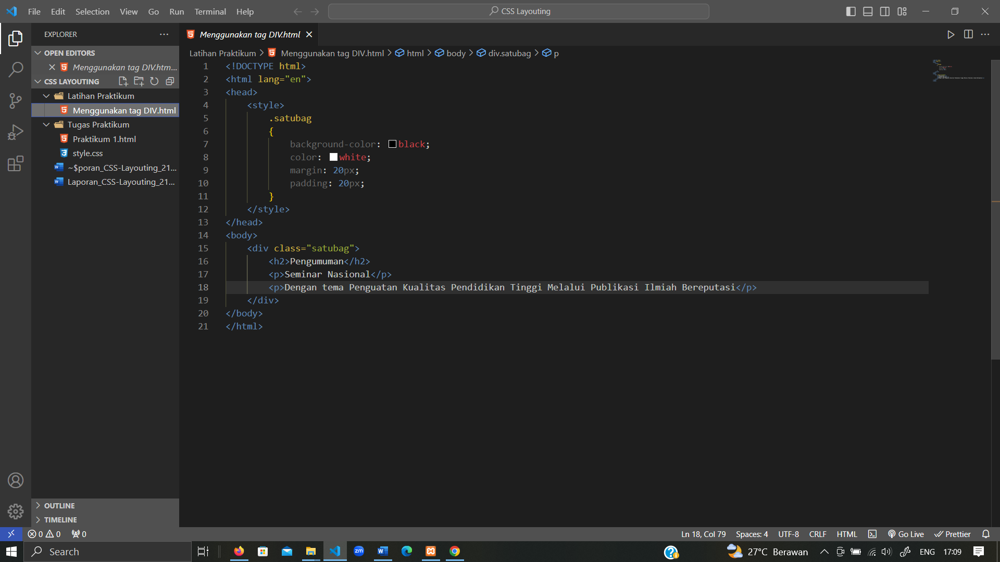 File Edit Selection View Go Run Terminal Help
CSS Layouting
EXPLORER
OPEN EDITORS
Menggunakan tag DIV.htm...
CSS LAYOUTING
Latihan Praktikum
Menggunakan tag DIV.html
Tugas Praktikum
Praktikum 1.html
style.css
~$poran_CSS-Layouting_21...
Laporan_CSS-Layouting_21...
OUTLINE
TIMELINE
Menggunakan tag DIV.html
Latihan Praktikum > Menggunakan tag DIV.html > html > body > div.satubag > p
1 <!DOCTYPE html>
2 <html lang="en">
3 <head>
4 <style>
5 .satubag
6 {
7 background-color: black;
8 color: white;
9 margin: 20px;
10 padding: 20px;
11 }
12 </style>
13 </head>
14 <body>
15 <div class="satubag">
16 <h2>Pengumuman</h2>
17 <p>Seminar Nasional</p>
18 <p>Dengan tema Penguatan Kualitas Pendidikan Tinggi Melalui Publikasi Ilmiah Bereputasi</p>
19 </div>
20 </body>
21 </html>
0 0 0
Ln 18, Col 79 Spaces: 4 UTF-8 CRLF HTML Go Live Prettier
Search
zm
27°C Berawan
ENG 17:09